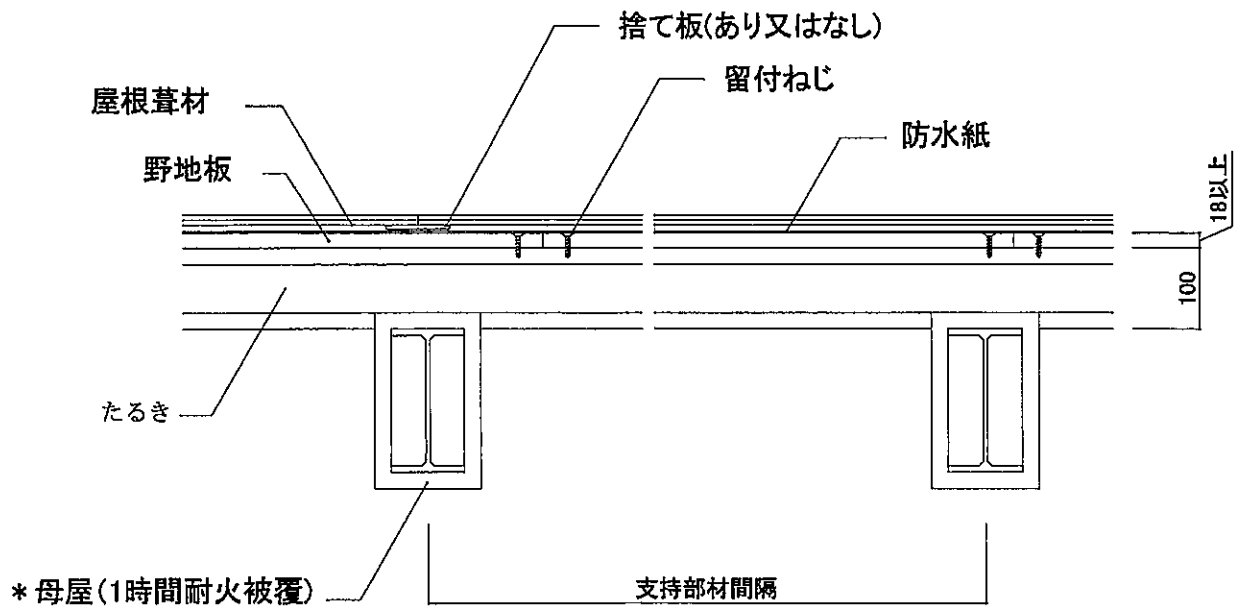 捨て板(あり又はなし)
留付ねじ
屋根葺材
防水紙
野地板
18以上
100
たるき
*母屋(1時間耐火被覆)
支持部材間隔